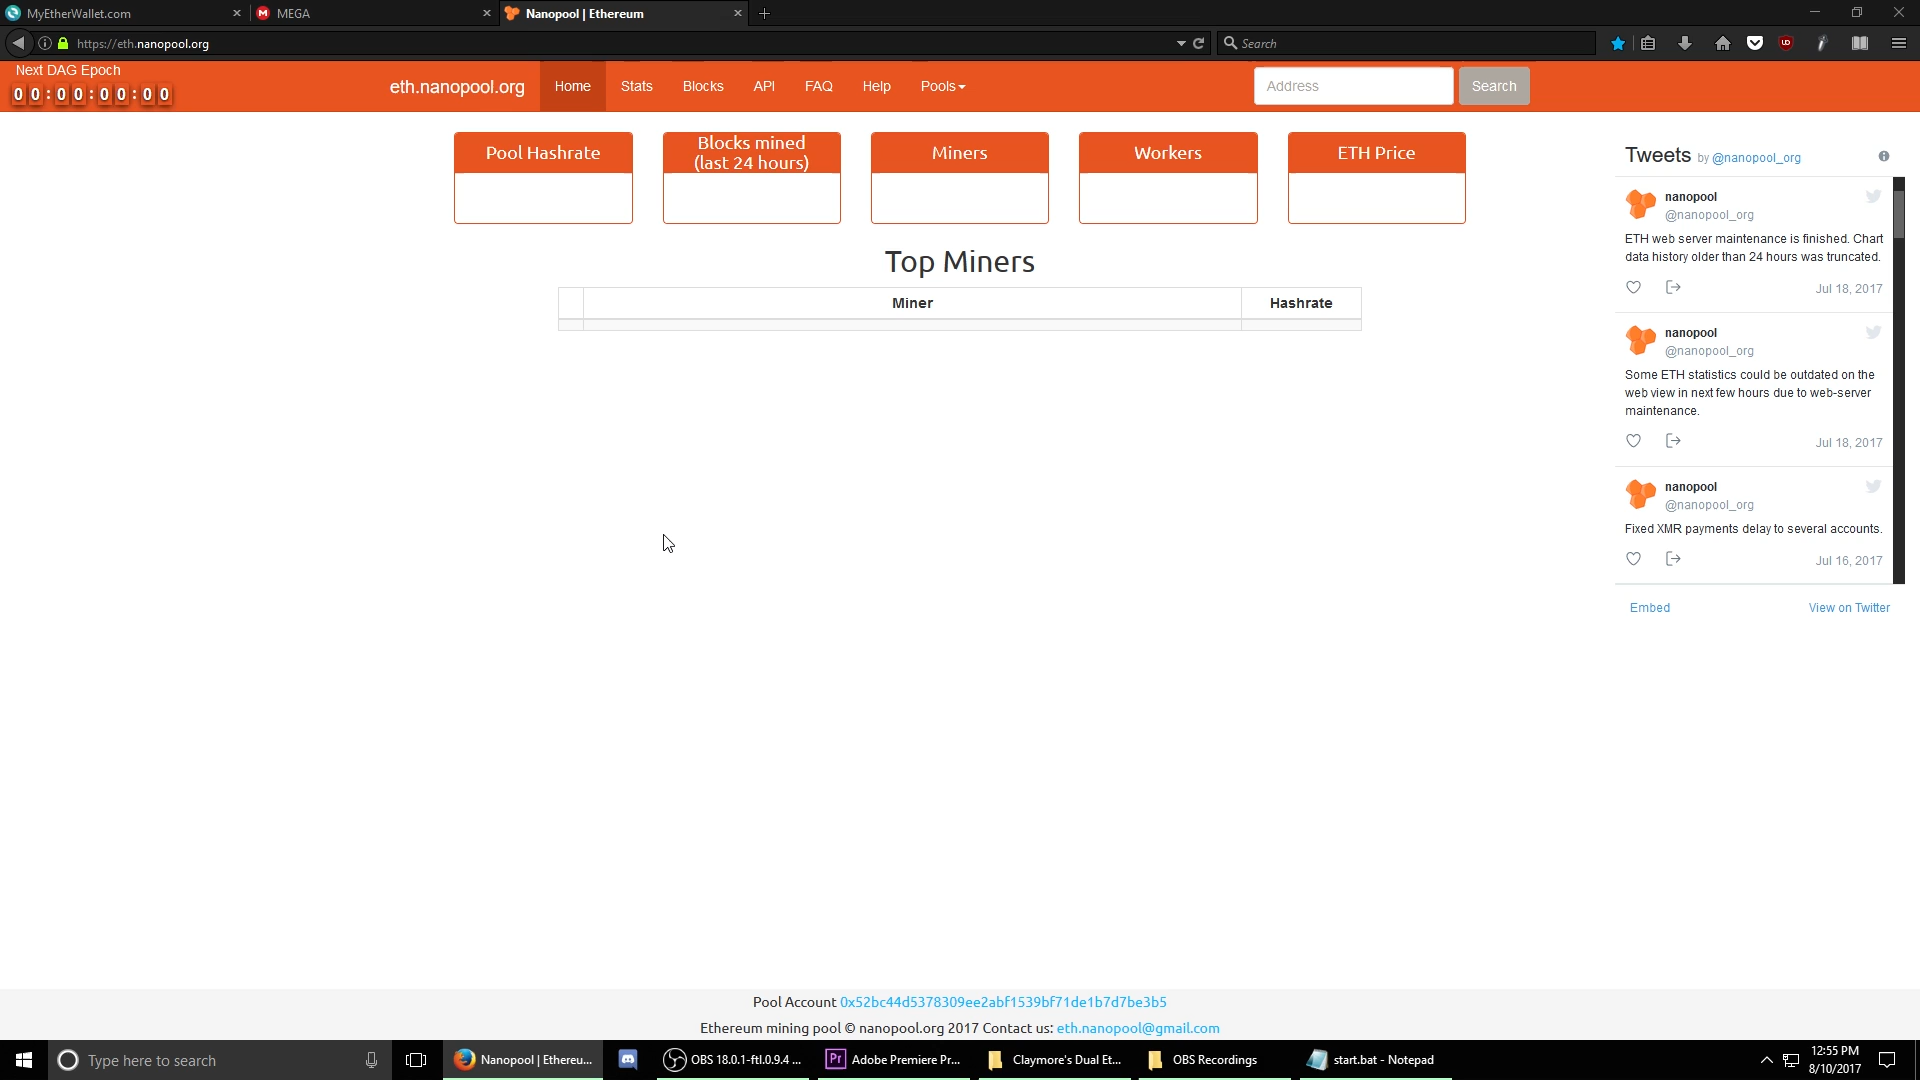 MyEtherWallet.com
MEGA
Nanopool | Ethereum
https://eth.nanopool.org
Search
Next DAG Epoch
00:00:00:00
eth.nanopool.org
Home
Stats
Blocks
API
FAQ
Help
Pools
Address
Search
Pool Hashrate
Blocks mined
(last 24 hours)
Miners
Workers
ETH Price
Top Miners
Miner
Hashrate
Tweets by @nanopool_org
nanopool
@nanopool_org
ETH web server maintenance is finished. Chart
data history older than 24 hours was truncated.
Jul 18, 2017
nanopool
@nanopool_org
Some ETH statistics could be outdated on the
web view in next few hours due to web-server
maintenance.
Jul 18, 2017
nanopool
@nanopool_org
Fixed XMR payments delay to several accounts.
Jul 16, 2017
Embed
View on Twitter
Pool Account 0x52bc44d5378309ee2abf1539bf71de1b7d7be3b5
Ethereum mining pool © nanopool.org 2017 Contact us: eth.nanopool@gmail.com
Type here to search
Nanopool | Ethereu...
OBS 18.0.1-ftl.0.9.4 ...
Pr
Adobe Premiere Pr...
Claymore's Dual Et...
OBS Recordings
start.bat - Notepad
12:55 PM
8/10/2017